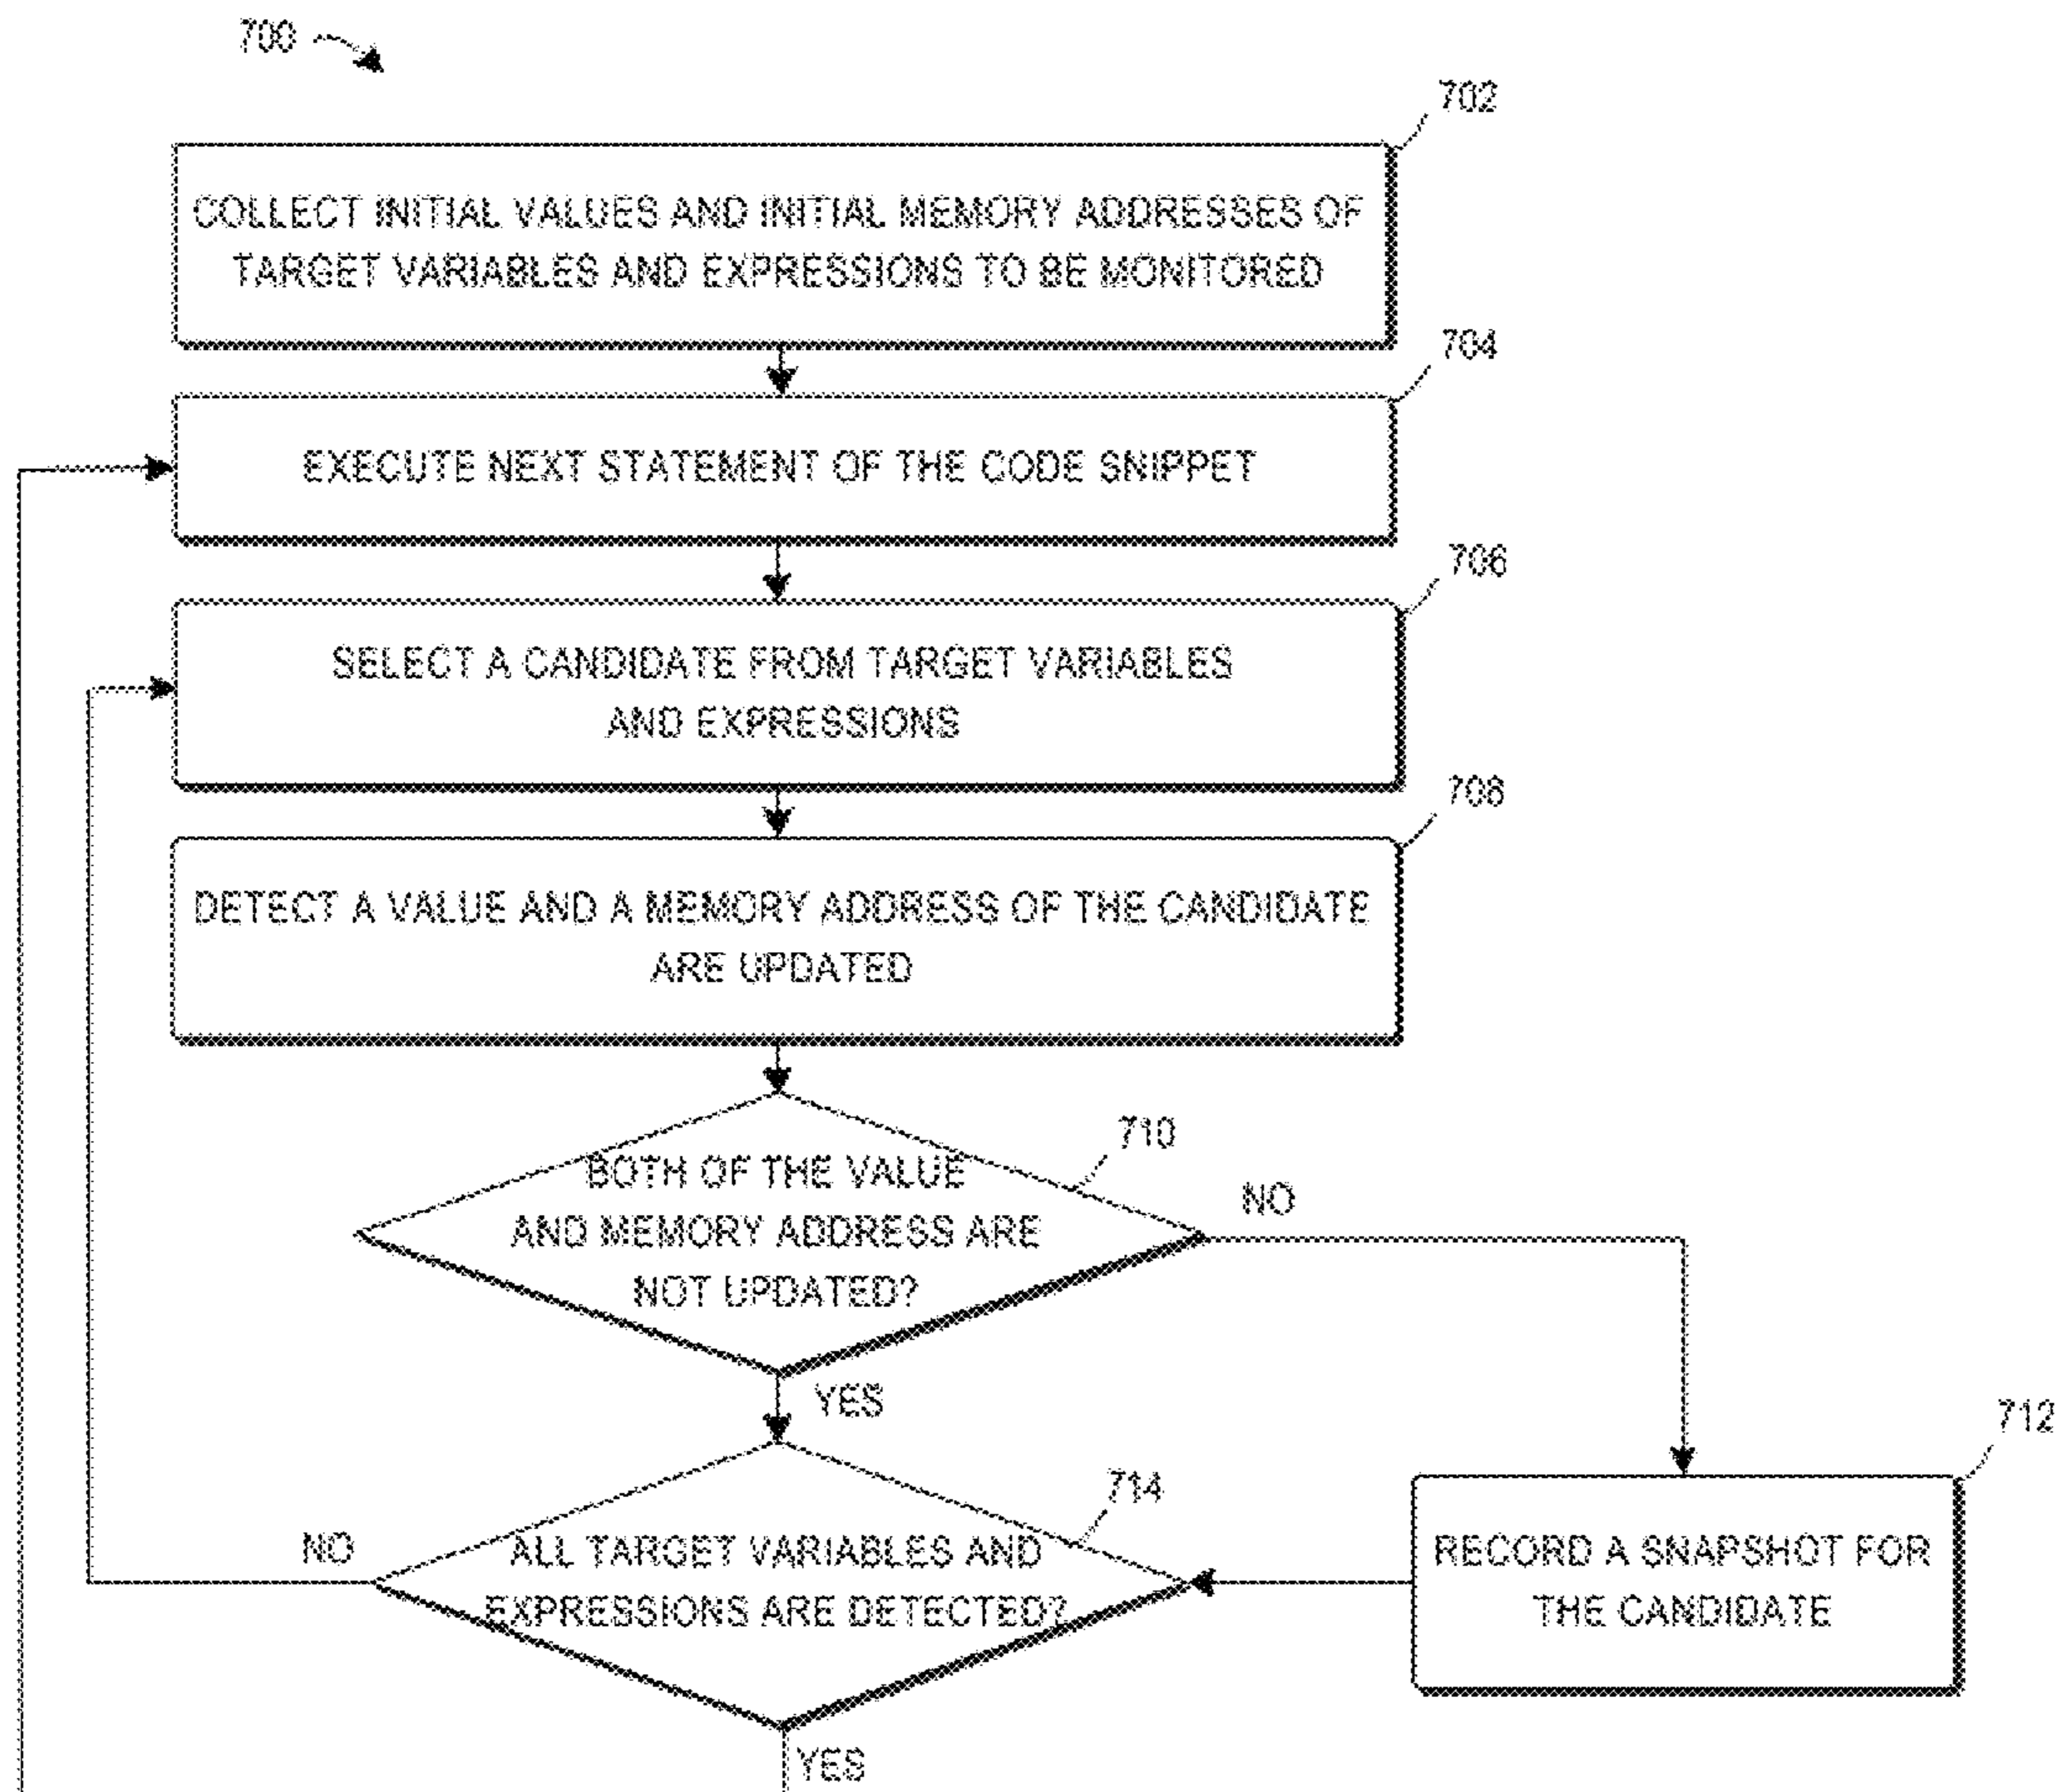 700
702
COLLECT INITIAL VALUES AND INITIAL MEMORY ADDRESSES OF
TARGET VARIABLES AND EXPRESSIONS TO BE MONITORED
704
EXECUTE NEXT STATEMENT OF THE CODE SNIPPET
706
SELECT A CANDIDATE FROM TARGET VARIABLES
AND EXPRESSIONS
708
DETECT A VALUE AND A MEMORY ADDRESS OF THE CANDIDATE
ARE UPDATED
710
BOTH OF THE VALUE
AND MEMORY ADDRESS ARE
NOT UPDATED?
NO
YES
712
714
NO
ALL TARGET VARIABLES AND
EXPRESSIONS ARE DETECTED?
RECORD A SNAPSHOT FOR
THE CANDIDATE
YES